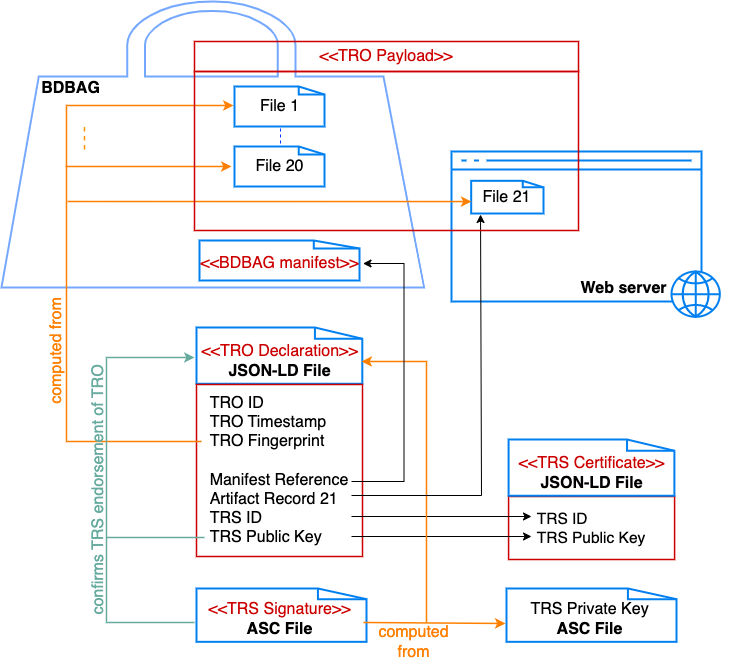 <<TRO Payload>>
BDBAG
File 1
File 20
File 21
<<BDBAG manifest>>
Web server
computed from
confirms TRS endorsement of TRO
<<TRO Declaration>>
JSON-LD File
TRO ID
TRO Timestamp
TRO Fingerprint
Manifest Reference
Artifact Record 21
TRS ID
TRS Public Key
<<TRS Certificate>>
JSON-LD File
TRS ID
TRS Public Key
<<TRS Signature>>
ASC File
computed
from
TRS Private Key
ASC File